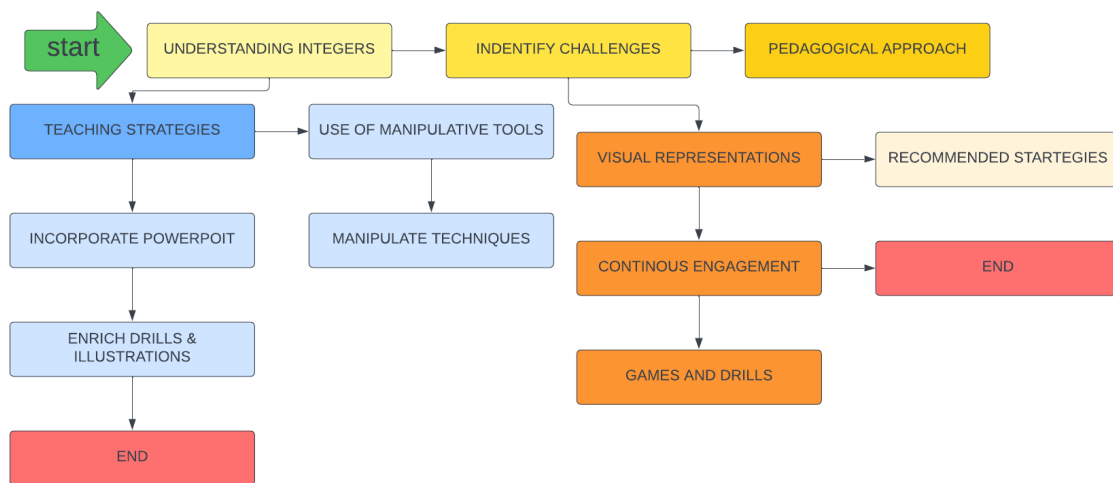 start
UNDERSTANDING INTEGERS
INDENTIFY CHALLENGES
PEDAGOGICAL APPROACH
TEACHING STRATEGIES
USE OF MANIPULATIVE TOOLS
VISUAL REPRESENTATIONS
RECOMMENDED STARTEGIES
INCORPORATE POWERPOIT
MANIPULATE TECHNIQUES
CONTINOUS ENGAGEMENT
END
ENRICH DRILLS &
ILLUSTRATIONS
GAMES AND DRILLS
END